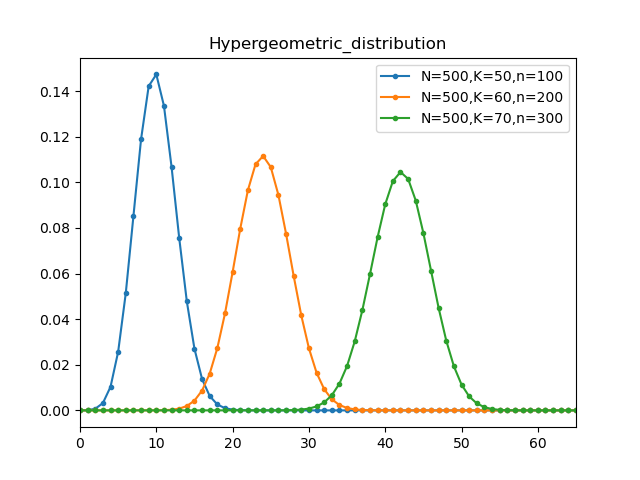 Hypergeometric_distribution
N=500,K=50,n=100
N=500,K=60,n=200
N=500,K=70,n=300
0.14
0.12
0.10
0.08
0.06
0.04
0.02
0.00
0 10 20 30 40 50 60